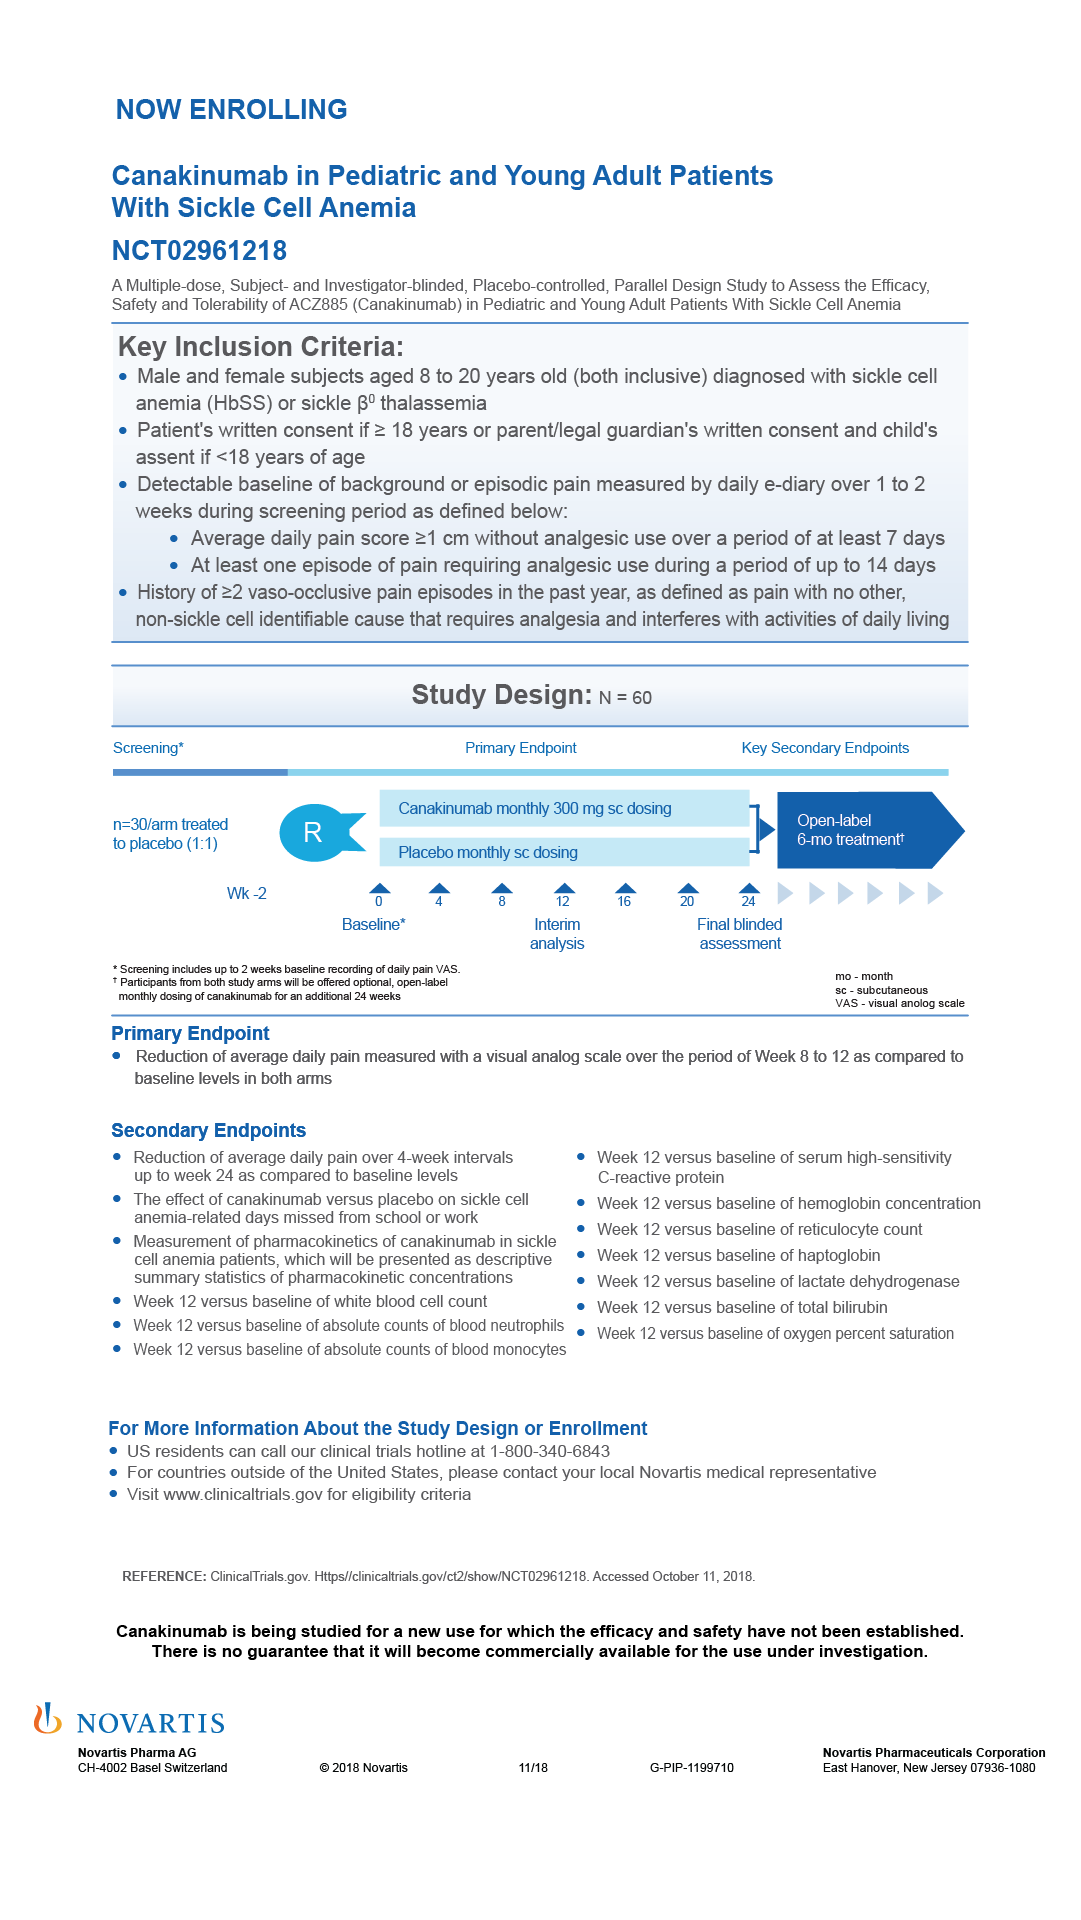 NOW ENROLLING
Canakinumab in Pediatric and Young Adult Patients
With Sickle Cell Anemia
NCT02961218
A Multiple-dose, Subject- and Investigator-blinded, Placebo-controlled, Parallel Design Study to Assess the Efficacy,
Safety and Tolerability of ACZ885 (Canakinumab) in Pediatric and Young Adult Patients With Sickle Cell Anemia
Key Inclusion Criteria:
• Male and female subjects aged 8 to 20 years old (both inclusive) diagnosed with sickle cell
anemia (HbSS) or sickle β⁰ thalassemia
• Patient's written consent if ≥ 18 years or parent/legal guardian's written consent and child's
assent if <18 years of age
• Detectable baseline of background or episodic pain measured by daily e-diary over 1 to 2
weeks during screening period as defined below:
• Average daily pain score ≥1 cm without analgesic use over a period of at least 7 days
• At least one episode of pain requiring analgesic use during a period of up to 14 days
• History of ≥2 vaso-occlusive pain episodes in the past year, as defined as pain with no other,
non-sickle cell identifiable cause that requires analgesia and interferes with activities of daily living
Study Design: N = 60
Screening* Primary Endpoint Key Secondary Endpoints
n=30/arm treated
to placebo (1:1)
R
Canakinumab monthly 300 mg sc dosing
Placebo monthly sc dosing
Open-label
6-mo treatment†
Wk -2 0 4 8 12 16 20 24
Baseline* Interim
analysis
Final blinded
assessment
* Screening includes up to 2 weeks baseline recording of daily pain VAS.
† Participants from both study arms will be offered optional, open-label
monthly dosing of canakinumab for an additional 24 weeks
mo - month
sc - subcutaneous
VAS - visual anolog scale
Primary Endpoint
• Reduction of average daily pain measured with a visual analog scale over the period of Week 8 to 12 as compared to
baseline levels in both arms
Secondary Endpoints
• Reduction of average daily pain over 4-week intervals
up to week 24 as compared to baseline levels
• The effect of canakinumab versus placebo on sickle cell
anemia-related days missed from school or work
• Measurement of pharmacokinetics of canakinumab in sickle
cell anemia patients, which will be presented as descriptive
summary statistics of pharmacokinetic concentrations
• Week 12 versus baseline of white blood cell count
• Week 12 versus baseline of absolute counts of blood neutrophils
• Week 12 versus baseline of absolute counts of blood monocytes
• Week 12 versus baseline of serum high-sensitivity
C-reactive protein
• Week 12 versus baseline of hemoglobin concentration
• Week 12 versus baseline of reticulocyte count
• Week 12 versus baseline of haptoglobin
• Week 12 versus baseline of lactate dehydrogenase
• Week 12 versus baseline of total bilirubin
• Week 12 versus baseline of oxygen percent saturation
For More Information About the Study Design or Enrollment
• US residents can call our clinical trials hotline at 1-800-340-6843
• For countries outside of the United States, please contact your local Novartis medical representative
• Visit www.clinicaltrials.gov for eligibility criteria
REFERENCE: ClinicalTrials.gov. Https//clinicaltrials.gov/ct2/show/NCT02961218. Accessed October 11, 2018.
Canakinumab is being studied for a new use for which the efficacy and safety have not been established.
There is no guarantee that it will become commercially available for the use under investigation.
NOVARTIS
Novartis Pharma AG
CH-4002 Basel Switzerland
© 2018 Novartis
11/18
G-PIP-1199710
Novartis Pharmaceuticals Corporation
East Hanover, New Jersey 07936-1080